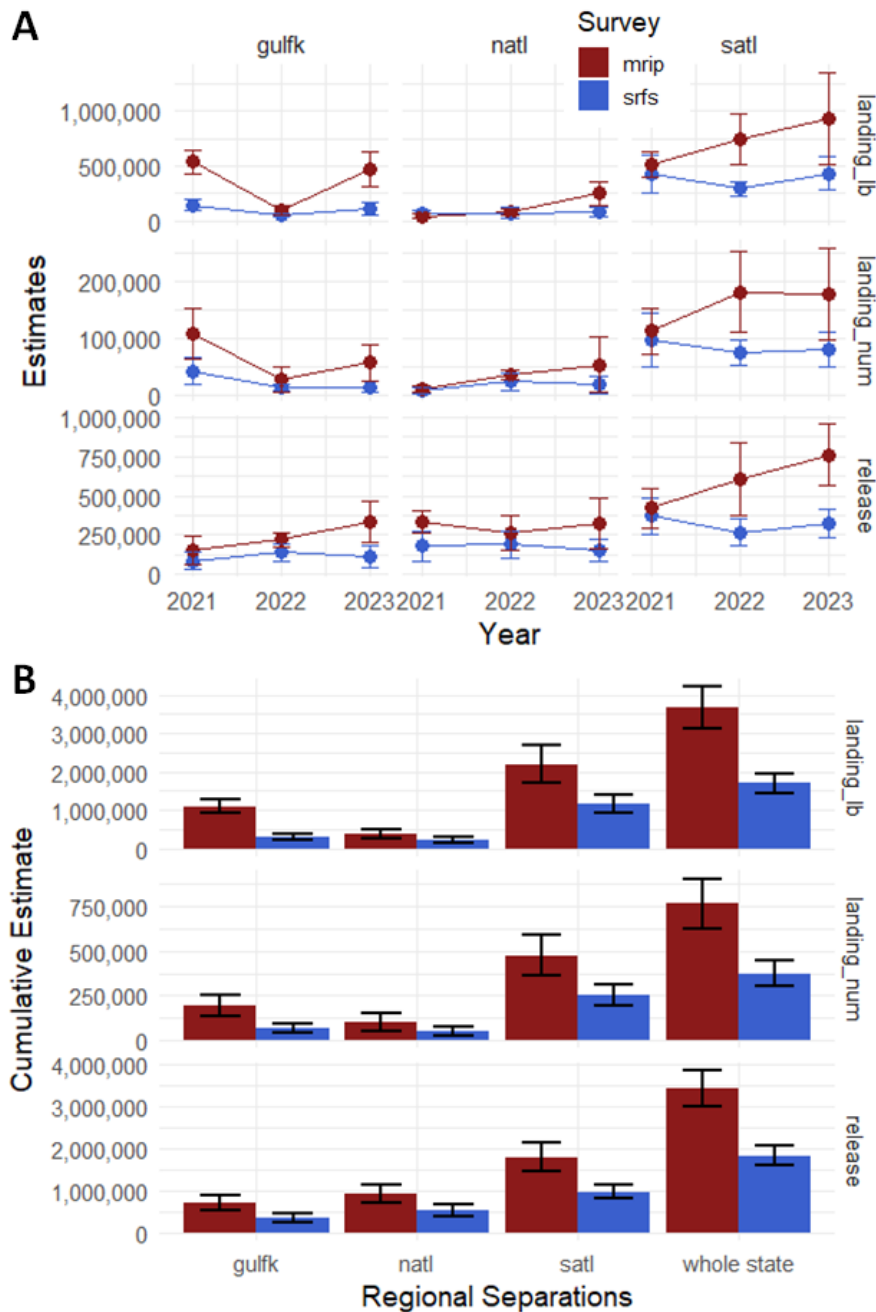 A
Survey
mrip
srfs
gulfk
natl
satl
Estimates
1,000,000
500,000
0
landing_lb
200,000
100,000
0
landing_num
1,000,000
750,000
500,000
250,000
0
release
2021
2022
2023
2021
2022
2023
2021
2022
2023
Year
B
Cumulative Estimate
4,000,000
3,000,000
2,000,000
1,000,000
0
landing_lb
750,000
500,000
250,000
0
landing_num
4,000,000
3,000,000
2,000,000
1,000,000
0
release
gulfk
natl
satl
whole state
Regional Separations